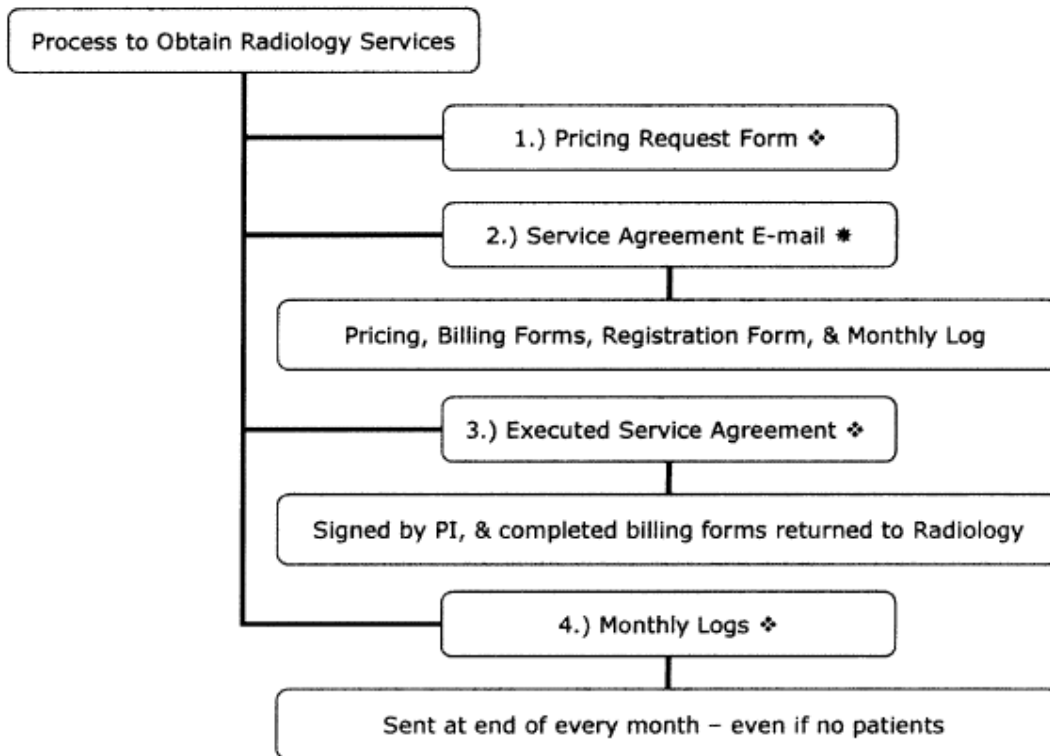 Process to Obtain Radiology Services
1.) Pricing Request Form ❖
2.) Service Agreement E-mail ✷
Pricing, Billing Forms, Registration Form, & Monthly Log
3.) Executed Service Agreement ❖
Signed by PI, & completed billing forms returned to Radiology
4.) Monthly Logs ❖
Sent at end of every month – even if no patients